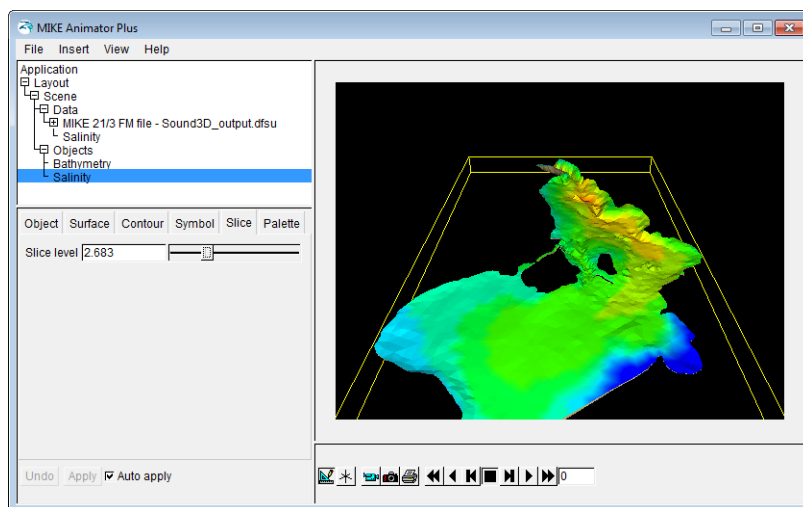 MIKE Animator Plus
File Insert View Help
Application
Layout
Scene
Data
MIKE 21/3 FM file - Sound3D_output.dfsu
Salinity
Objects
Bathymetry
Salinity
Object Surface Contour Symbol Slice Palette
Slice level 2.683
Undo Apply Auto apply
0